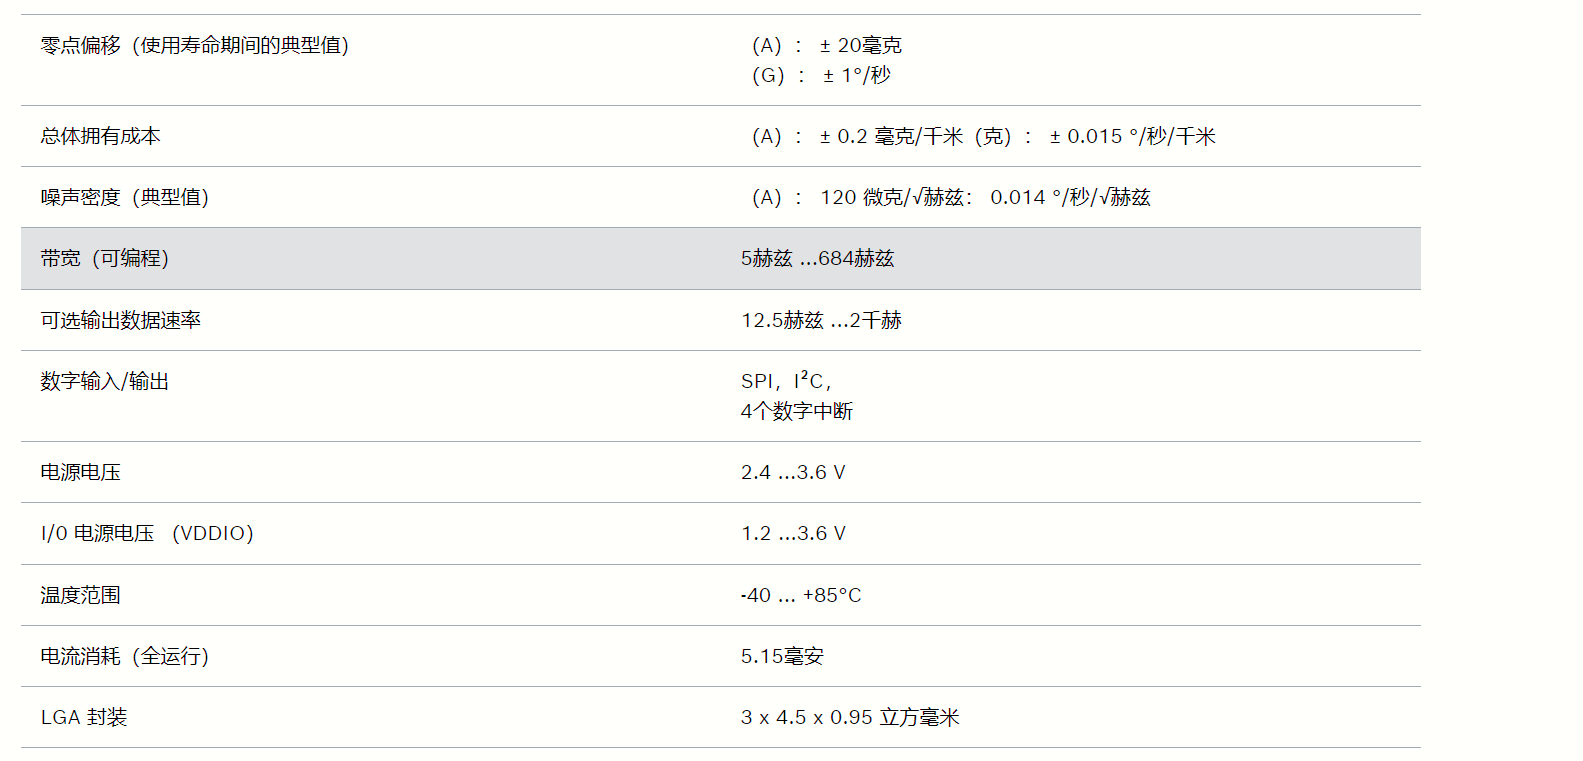 零点偏移（使用寿命期间的典型值） （A）： ± 20毫克
（G）： ± 1°/秒
总体拥有成本 （A）： ± 0.2 毫克/千米（克）： ± 0.015 °/秒/千米
噪声密度（典型值） （A）： 120 微克/√赫兹： 0.014 °/秒/√赫兹
带宽（可编程） 5赫兹 ...684赫兹
可选输出数据速率 12.5赫兹 ...2千赫
数字输入/输出 SPI，I²C，
4个数字中断
电源电压 2.4 ...3.6 V
I/0 电源电压 （VDDIO） 1.2 ...3.6 V
温度范围 -40 ... +85°C
电流消耗（全运行） 5.15毫安
LGA 封装 3 x 4.5 x 0.95 立方毫米